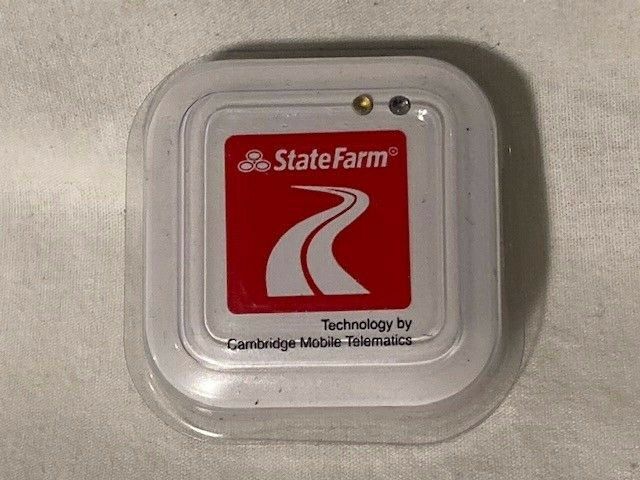 StateFarm®
Technology by
Cambridge Mobile Telematics